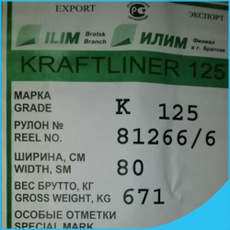 EXPORT PG ЭКСПОРТ
ILIM Bratsk Branch ИЛИМ Филиал в г. Братске
KRAFTLINER 125
МАРКА
GRADE K 125
РУЛОН №
REEL NO. 81266/6
ШИРИНА, СМ
WIDTH, SM 80
ВЕС БРУТТО, КГ
GROSS WEIGHT, KG 671
ОСОБЫЕ ОТМЕТКИ
SPECIAL MARK